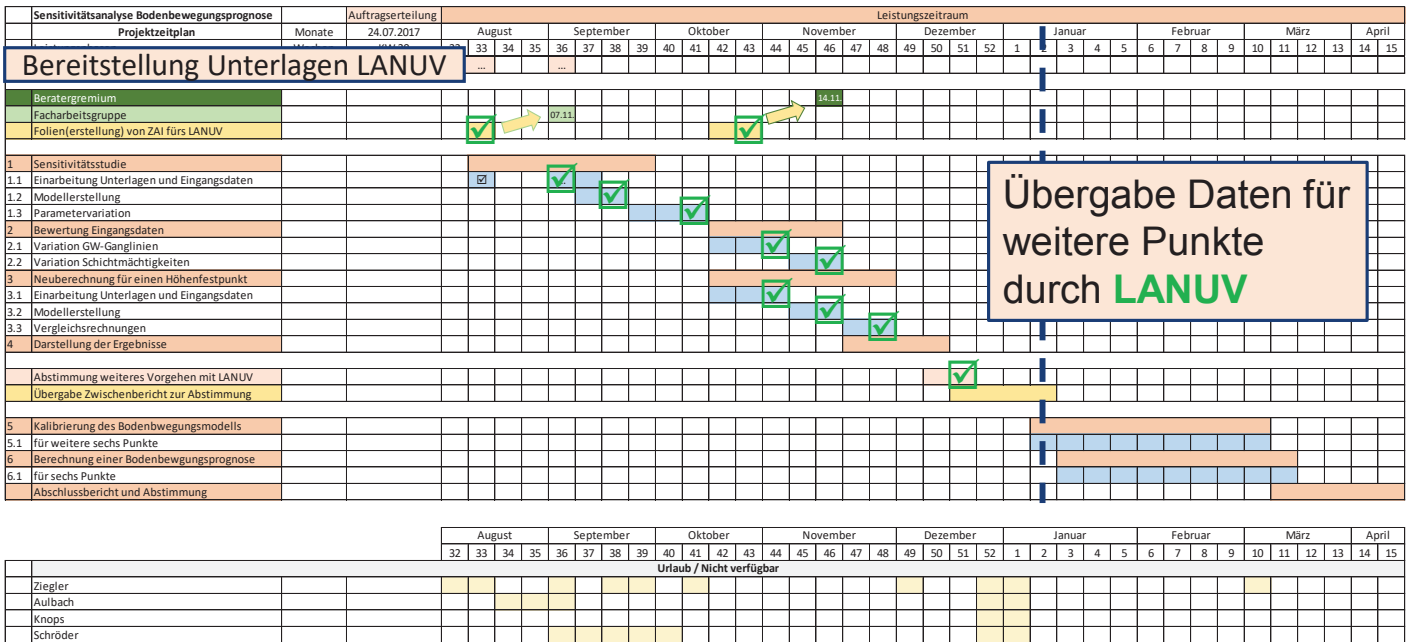 Sensitivitätsanalyse Bodenbewegungsprognose Auftragserteilung Leistungszeitraum
Projektzeitplan Monate 24.07.2017 August September Oktober November Dezember Januar Februar März April
33 34 35 36 37 38 39 40 41 42 43 44 45 46 47 48 49 50 51 52 1 2 3 4 5 6 7 8 9 10 11 12 13 14 15
Bereitstellung Unterlagen LANUV ... ...
Beratergremium 14.11.
Facharbeitsgruppe 07.11.
Folien(erstellung) von ZAI fürs LANUV
1 Sensitivitätsstudie
1.1 Einarbeitung Unterlagen und Eingangsdaten
1.2 Modellerstellung
1.3 Parametervariation
2 Bewertung Eingangsdaten
2.1 Variation GW-Ganglinien
2.2 Variation Schichtmächtigkeiten
3 Neuberechnung für einen Höhenfestpunkt
3.1 Einarbeitung Unterlagen und Eingangsdaten
3.2 Modellerstellung
3.3 Vergleichsrechnungen
4 Darstellung der Ergebnisse
Übergabe Daten für
weitere Punkte
durch LANUV
Abstimmung weiteres Vorgehen mit LANUV
Übergabe Zwischenbericht zur Abstimmung
5 Kalibrierung des Bodenbwegungsmodells
5.1 für weitere sechs Punkte
6 Berechnung einer Bodenbewgungsprognose
6.1 für sechs Punkte
Abschlussbericht und Abstimmung
August September Oktober November Dezember Januar Februar März April
32 33 34 35 36 37 38 39 40 41 42 43 44 45 46 47 48 49 50 51 52 1 2 3 4 5 6 7 8 9 10 11 12 13 14 15
Urlaub / Nicht verfügbar
Ziegler
Aulbach
Knops
Schröder